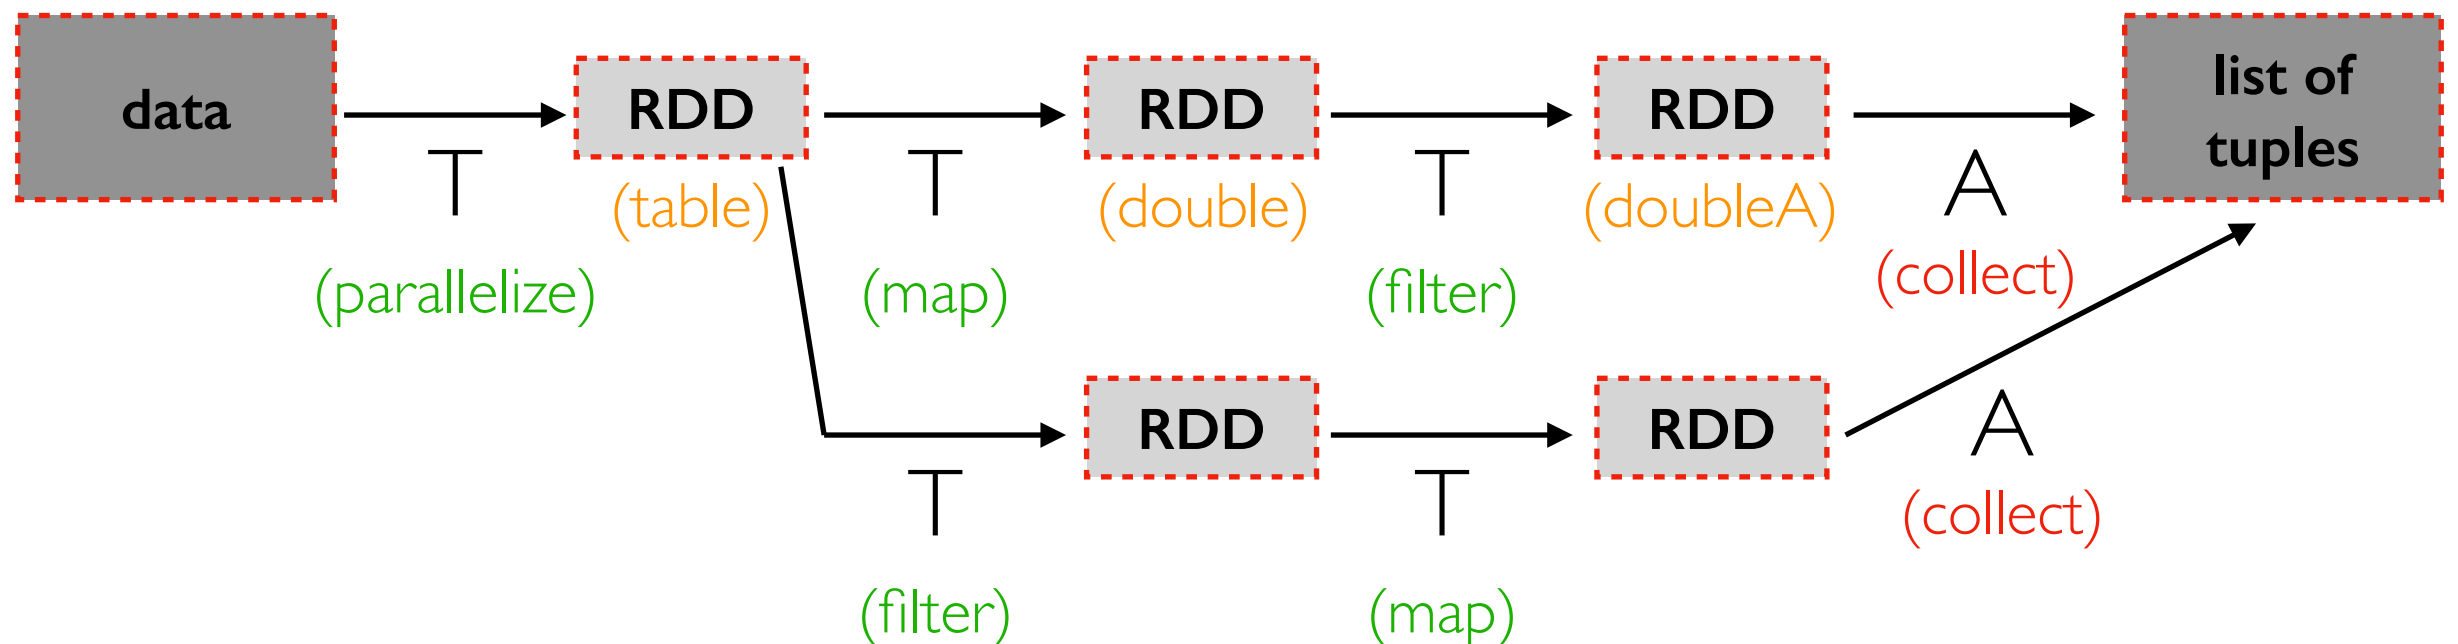 data
RDD
RDD
RDD
list of
tuples
T
T
T
A
(table)
(double)
(doubleA)
(parallelize)
(map)
(filter)
(collect)
RDD
RDD
T
T
A
(filter)
(map)
(collect)